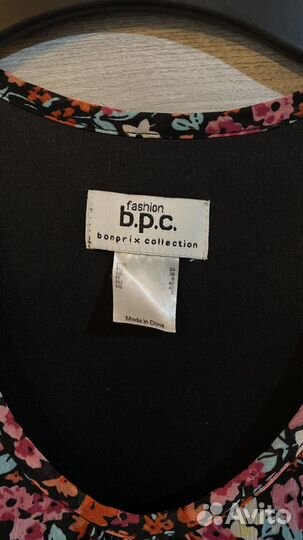 fashion
b.p.c.
bonprix collection
Made in China
Avito